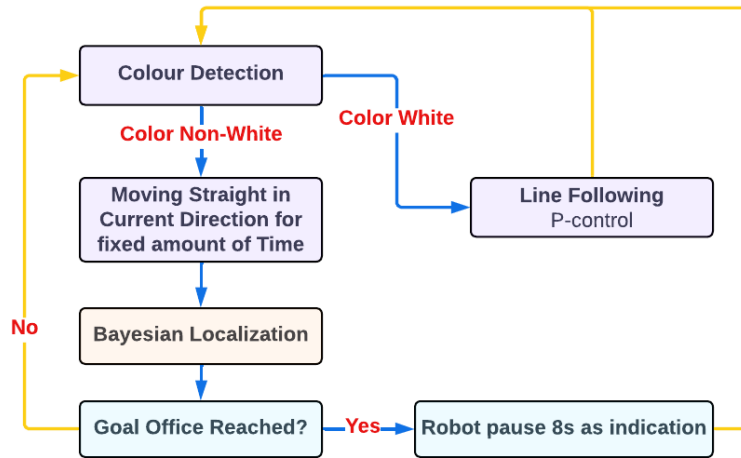 Colour Detection
Color Non-White
Color White
Moving Straight in
Current Direction for
fixed amount of Time
Line Following
P-control
Bayesian Localization
No
Goal Office Reached?
Yes
Robot pause 8s as indication